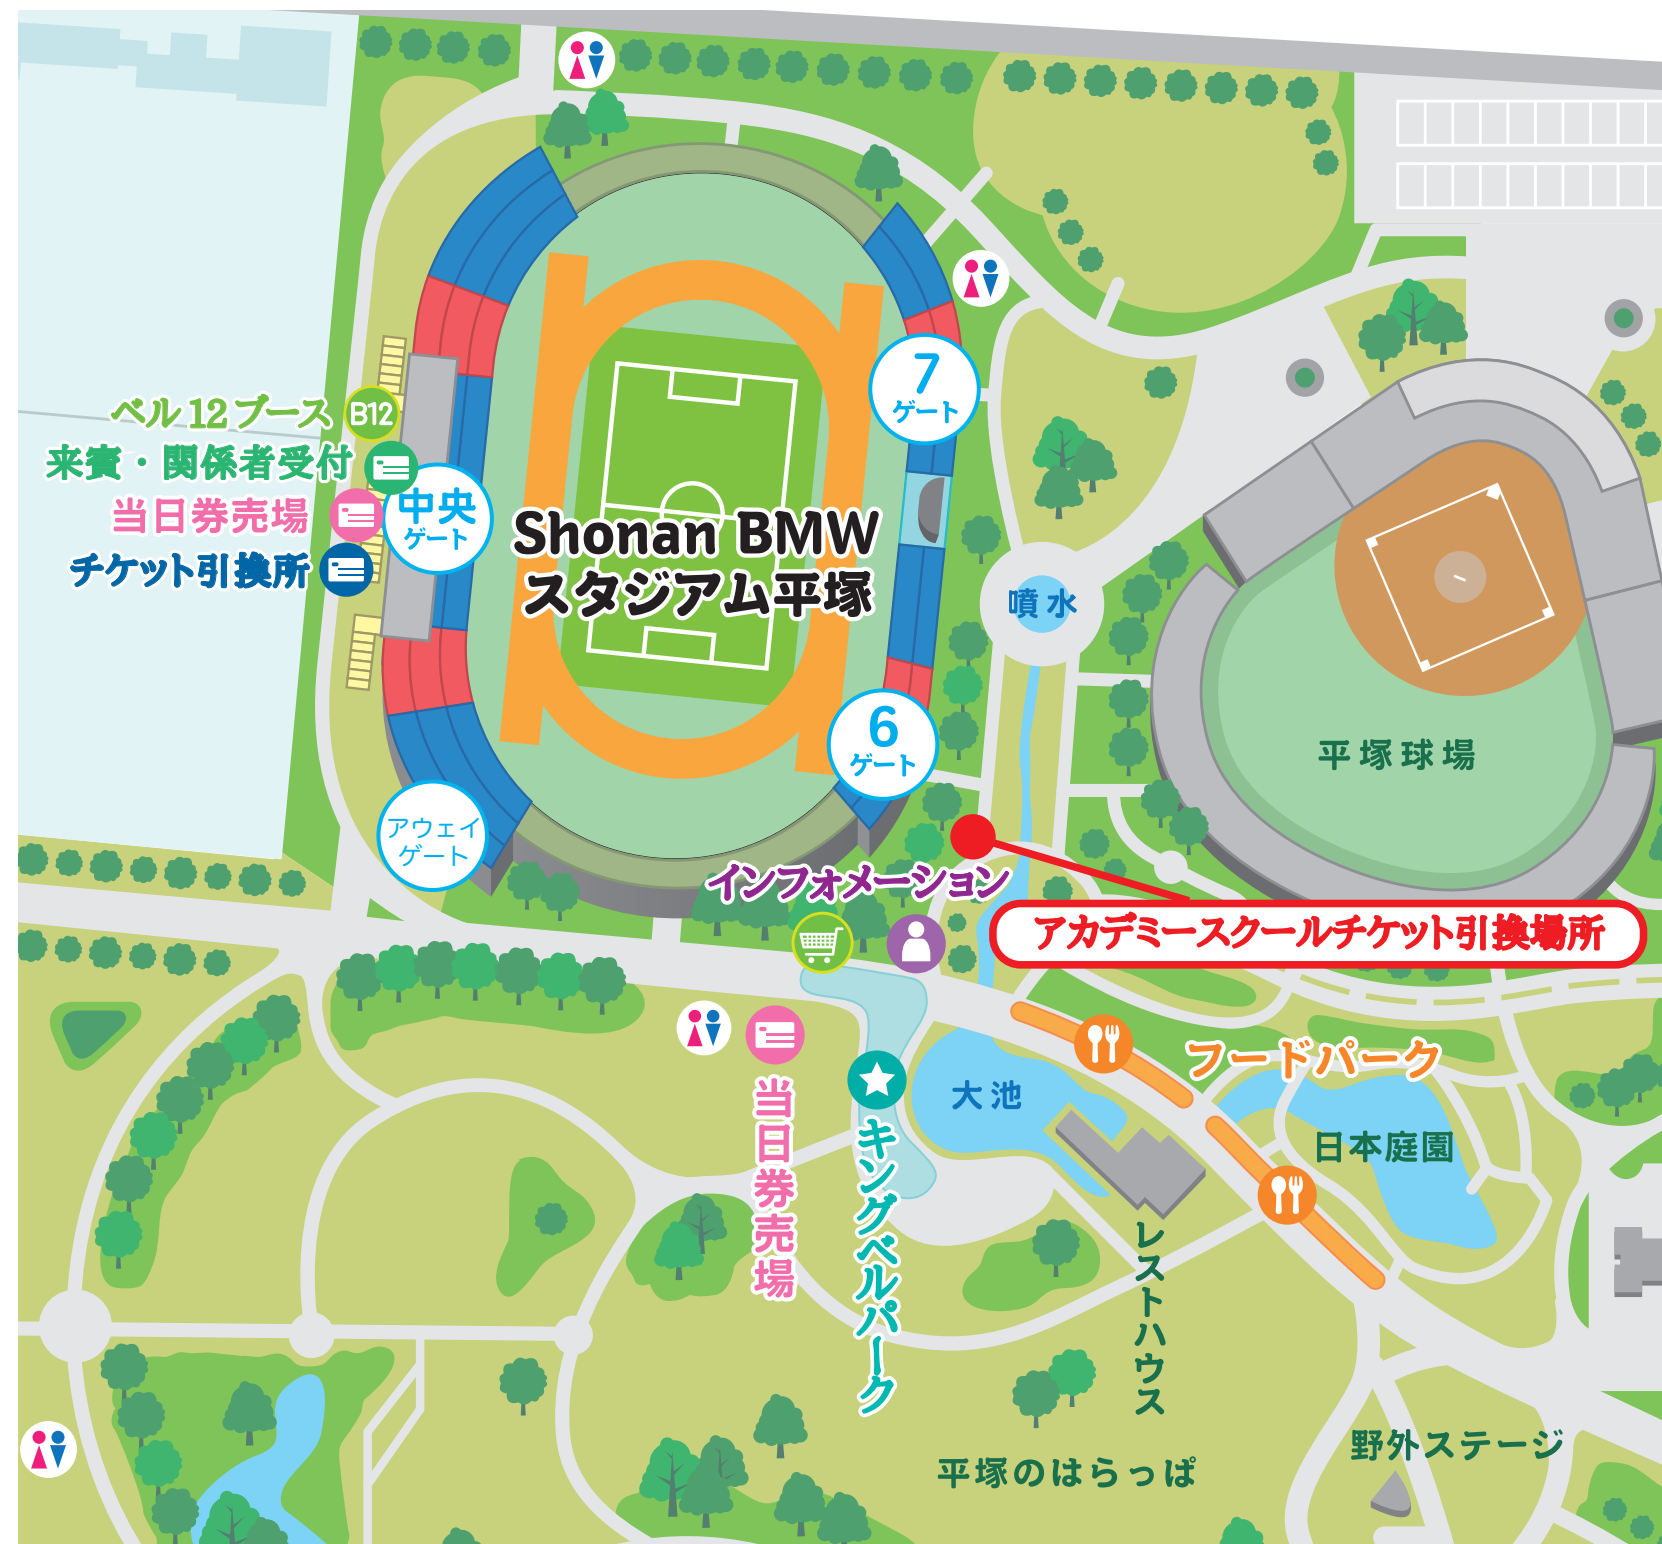 7
ゲート
ベル12ブース
B12
来賓・関係者受付
当日券売場
中央
ゲート
チケット引換所
Shonan BMW
スタジアム平塚
噴水
6
ゲート
平塚球場
アウェイ
ゲート
インフォメーション
アカデミースクールチケット引換場所
フードパーク
大池
当日券売場
キングベルパーク
日本庭園
レストハウス
野外ステージ
平塚のはらっぱ